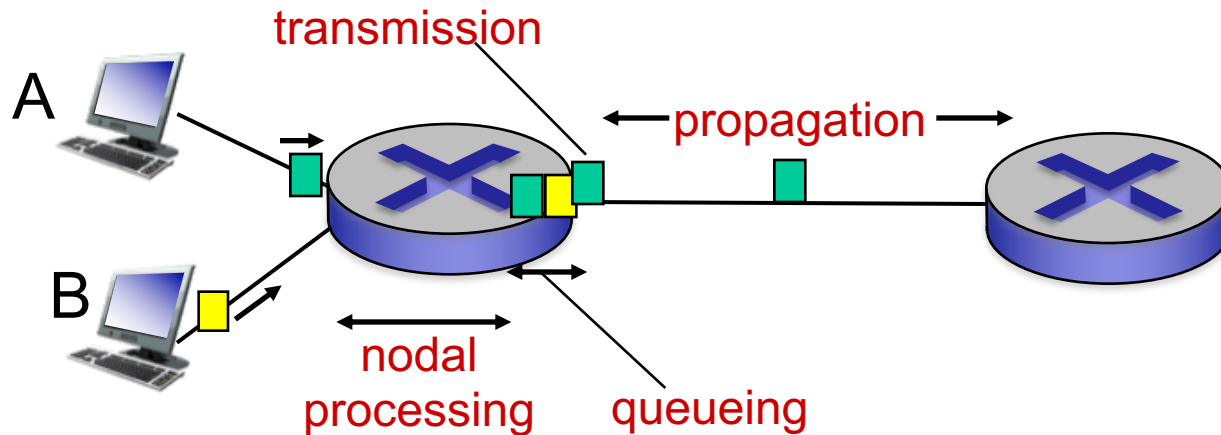 transmission
A
propagation
B
nodal
processing
queueing